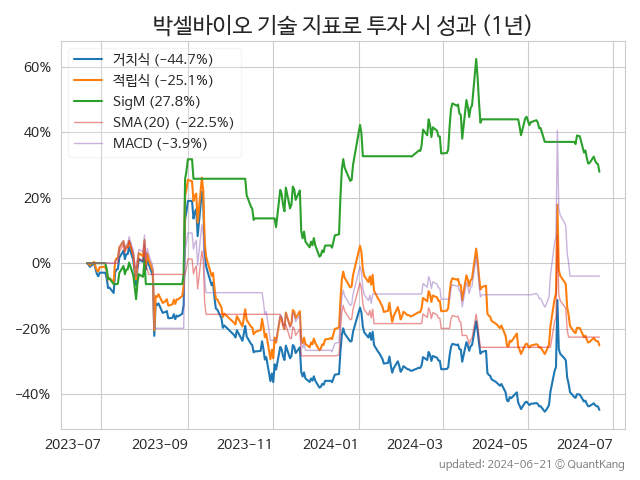 박셀바이오 기술 지표로 투자 시 성과 (1년)
거치식 (-44.7%)
적립식 (-25.1%)
SigM (27.8%)
SMA(20) (-22.5%)
MACD (-3.9%)
60%
40%
20%
0%
-20%
-40%
2023-07
2023-09
2023-11
2024-01
2024-03
2024-05
2024-07
updated: 2024-06-21 © QuantKang